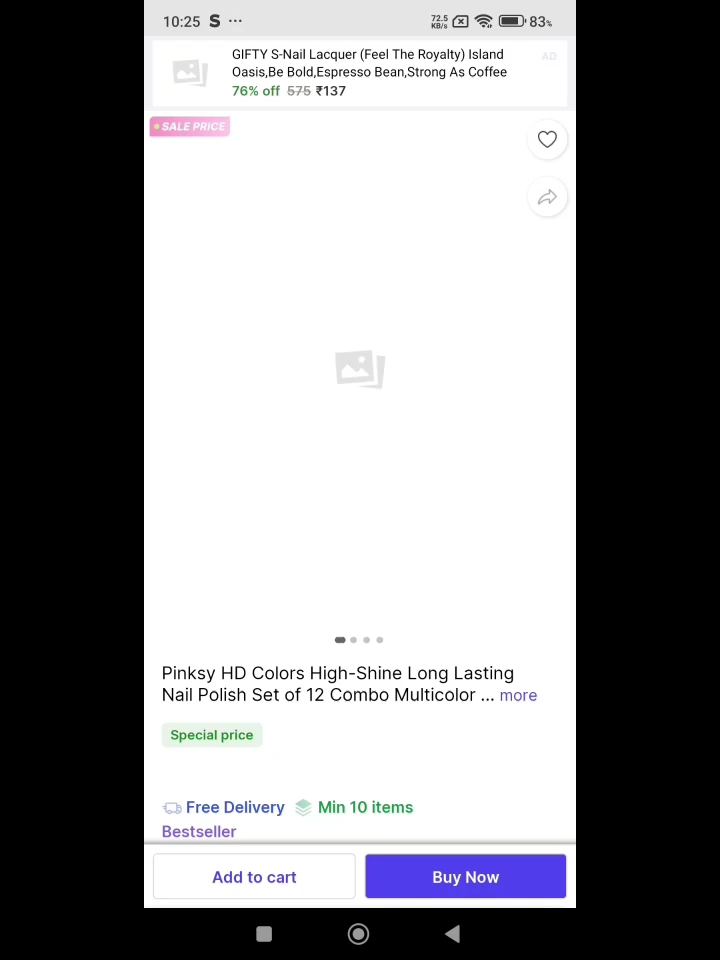 10:25 S ··· 72.5 KB/s 83%
GIFTY S-Nail Lacquer (Feel The Royalty) Island
Oasis,Be Bold,Espresso Bean,Strong As Coffee
AD
76% off 575 ₹137
SALE PRICE
Pinksy HD Colors High-Shine Long Lasting
Nail Polish Set of 12 Combo Multicolor ... more
Special price
Free Delivery Min 10 items
Bestseller
Add to cart Buy Now